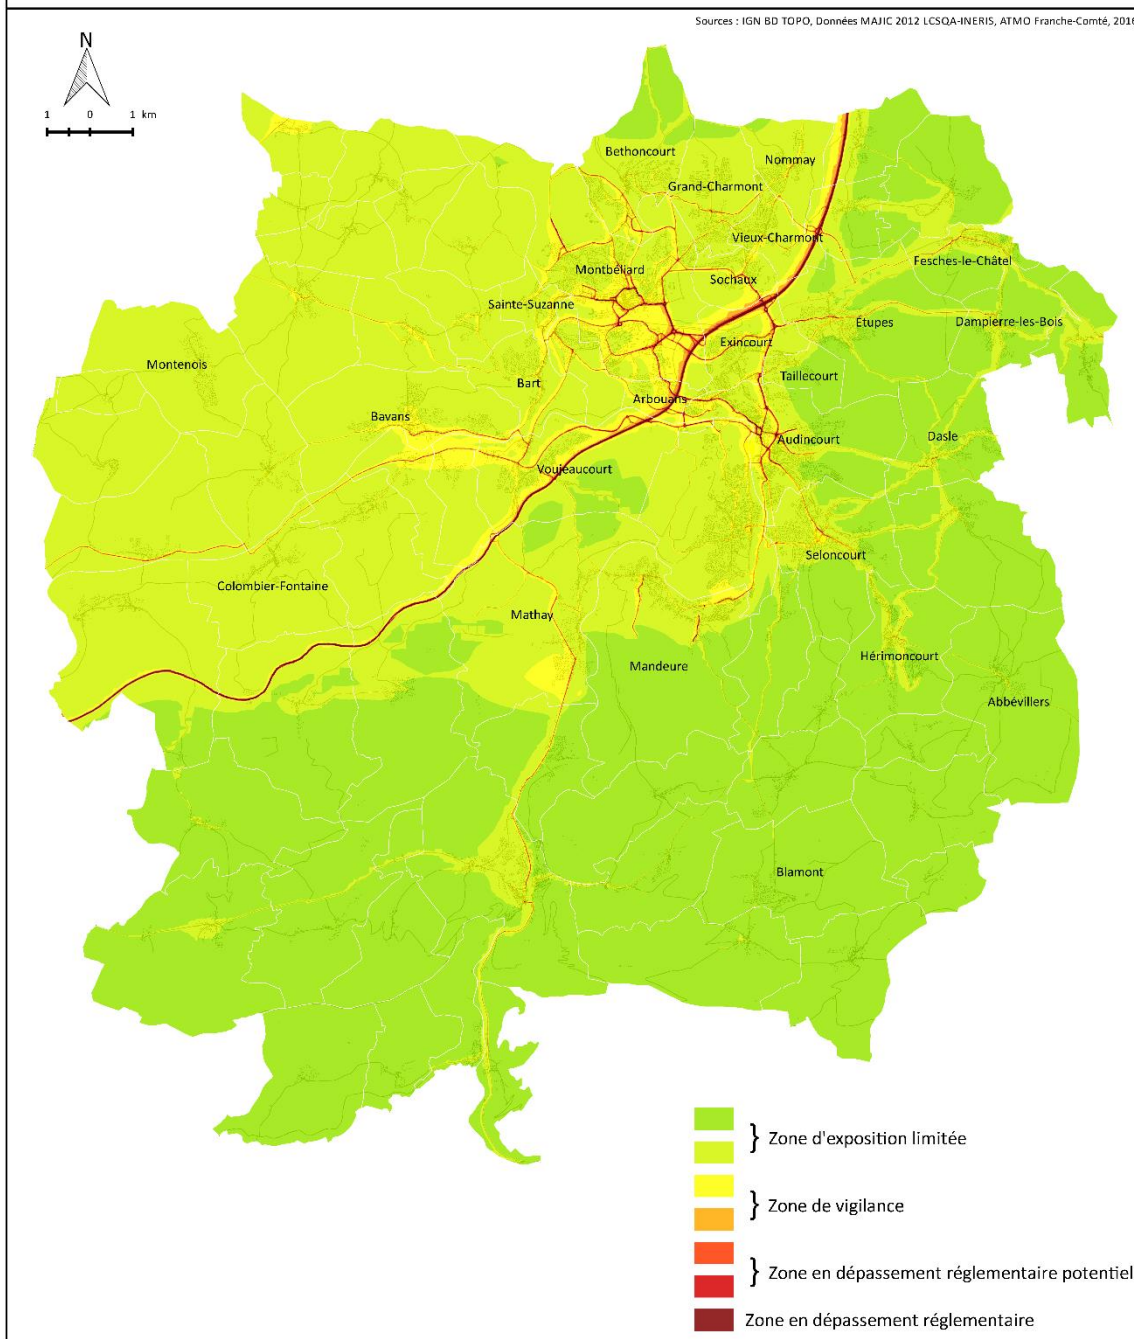 Sources : IGN BD TOPO, Données MAJIC 2012 LCSQA-INERIS, ATMO Franche-Comté, 2016
N
1 0 1 km
Bethoncourt
Nommay
Grand-Charmont
Vieux-Charmont
Fesches-le-Châtel
Montbéliard
Sochaux
Sainte-Suzanne
Étupes
Dampierre-les-Bois
Exincourt
Montenois
Taillecourt
Bart
Arbouans
Bavans
Audincourt
Dasle
Voujeaucourt
Seloncourt
Colombier-Fontaine
Mathay
Hérimoncourt
Mandeure
Abbévillers
Blamont
} Zone d'exposition limitée
} Zone de vigilance
} Zone en dépassement réglementaire potentiel
Zone en dépassement réglementaire